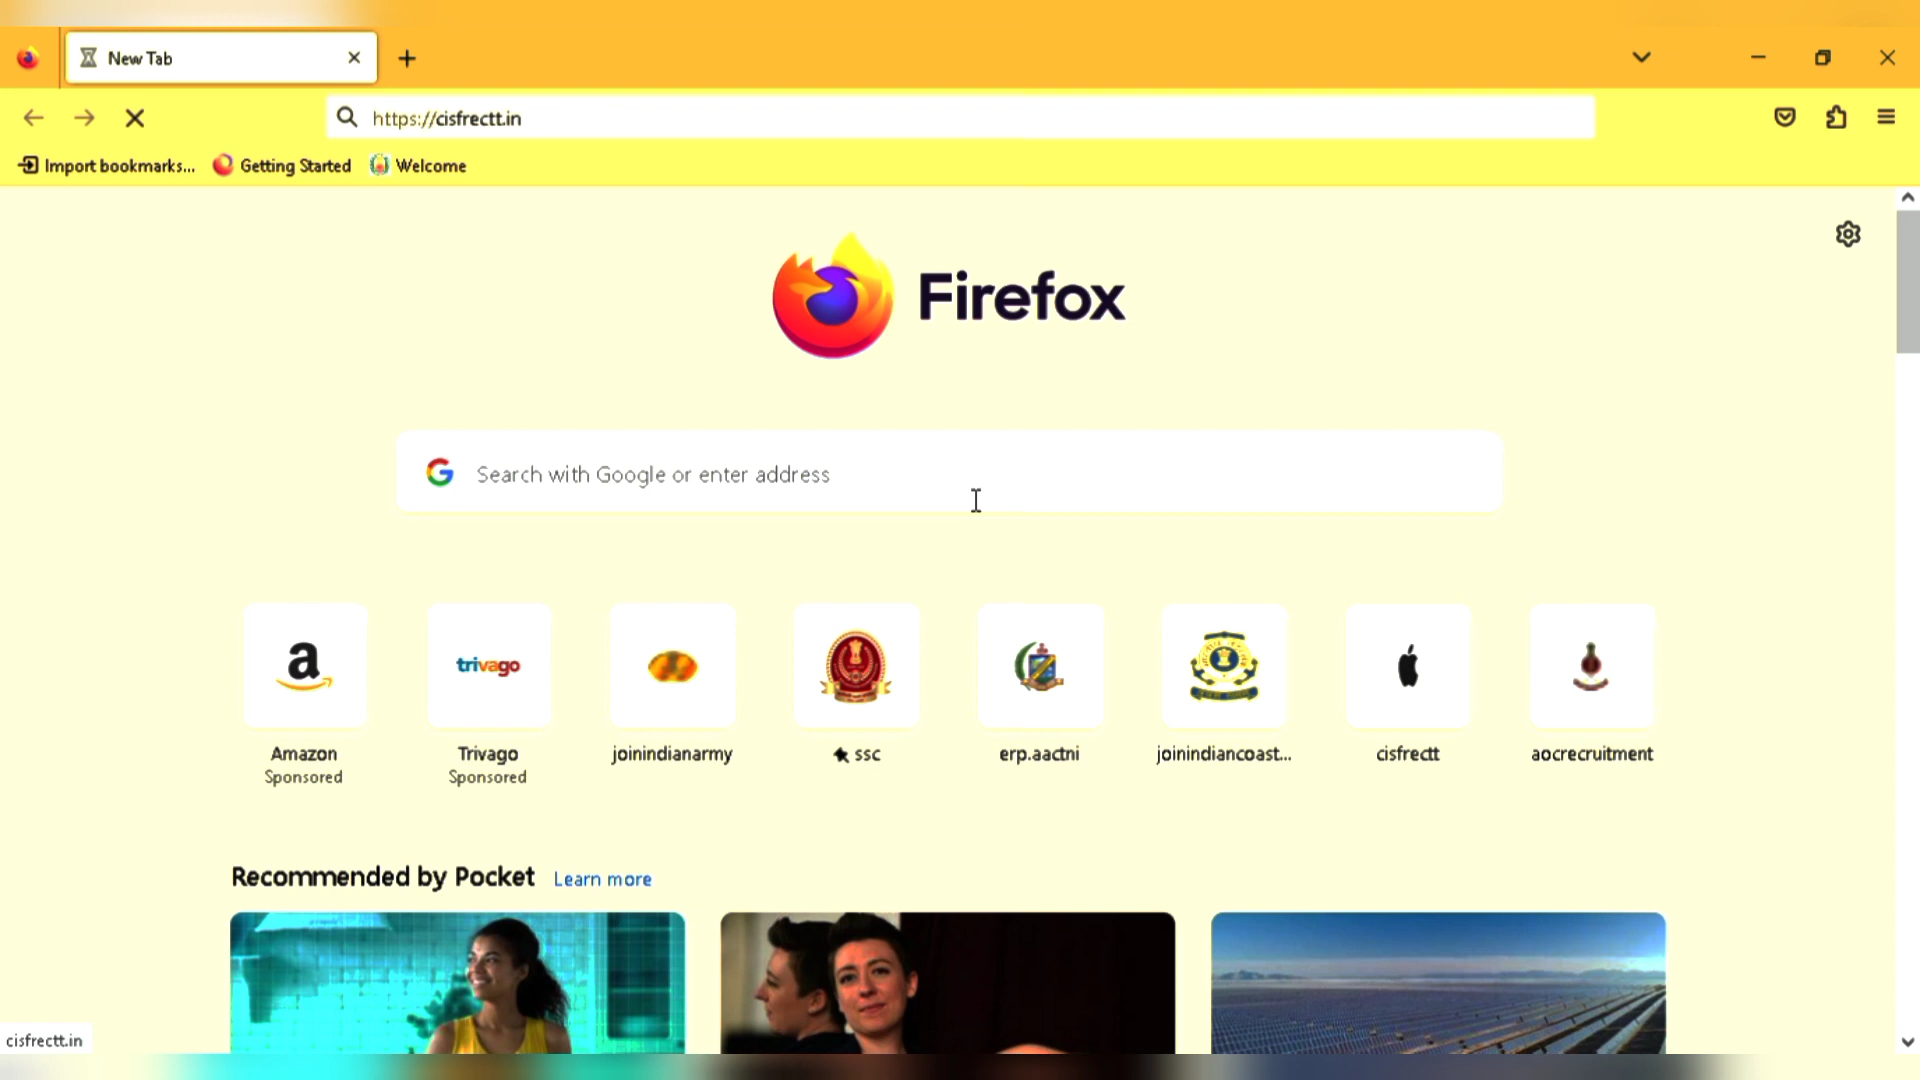 New Tab
https://cisfrectt.in
Import bookmarks...
Getting Started
Welcome
Firefox
Search with Google or enter address
a
trivago
Amazon
Sponsored
Trivago
Sponsored
joinindianarmy
ssc
erp.aactni
joinindiancoast...
cisfrectt
aocrecruitment
Recommended by Pocket
Learn more
cisfrectt.in